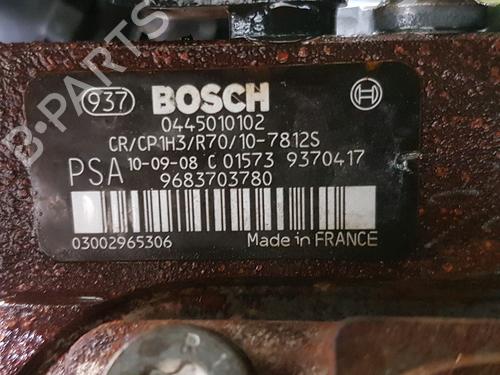 937 BOSCH
0445010102
CR/CP1H3/R70/10-7812S
PSA 10-09-08 C 01573 9370417
9683703780
03002965306 Made in FRANCE
B-PARTS